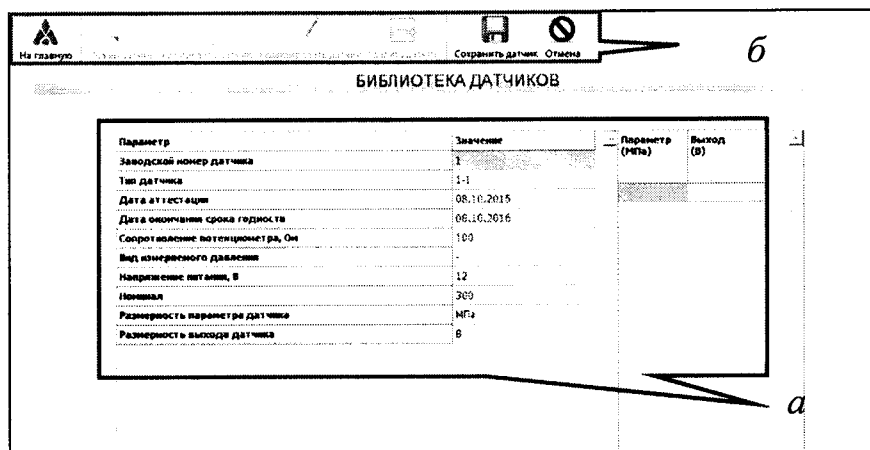 На главную
Сохранить датчик Отмена
б
БИБЛИОТЕКА ДАТЧИКОВ
Параметр Значение Параметр (МПа) Выход (В)
Заводской номер датчика 1
Тип датчика 1-1
Дата аттестации 08.10.2015
Дата окончания срока годности 08.10.2016
Сопротивление потенциометра, Ом 100
Вид измеряемого давления -
Напряжение питания, В 12
Номинал 300
Размерность параметра датчика МПа
Размерность выхода датчика В
а